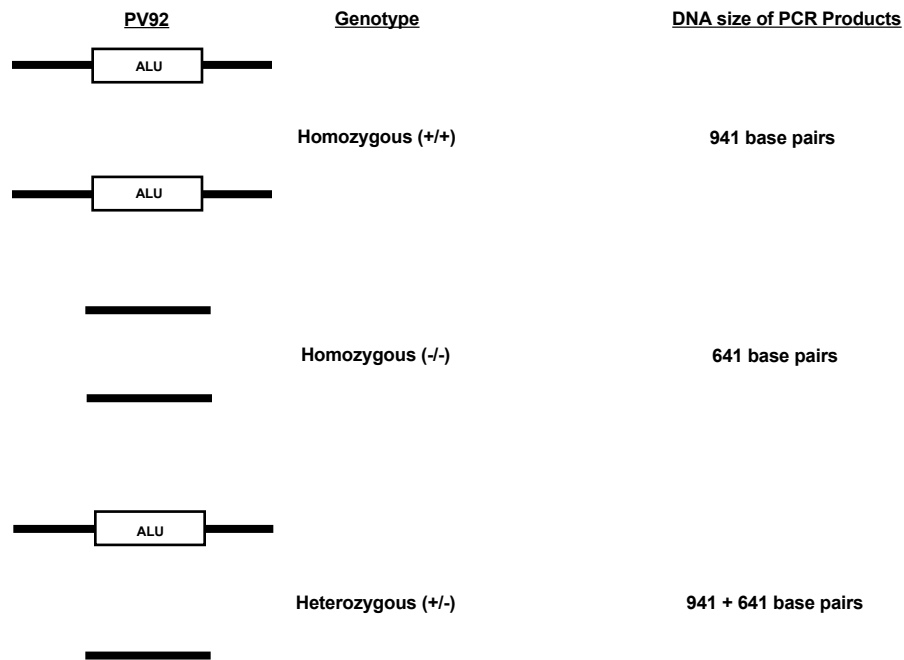 PV92 Genotype DNA size of PCR Products
ALU
Homozygous (+/+) 941 base pairs
ALU
Homozygous (-/-) 641 base pairs
ALU
Heterozygous (+/-) 941 + 641 base pairs